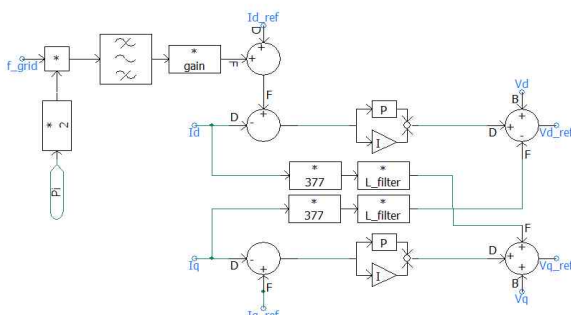 Id_ref
D
*
+
+
f_grid
*
gain
F
F
*
2
Pi
Vd
B
P
+
+
Id
D
-
+
I
D
-
Vd_ref
F
*
377
*
L_filter
*
377
*
L_filter
F
P
D
+
+
Iq
D
-
+
I
+
Vq_ref
F
B
Vq
Iq_ref